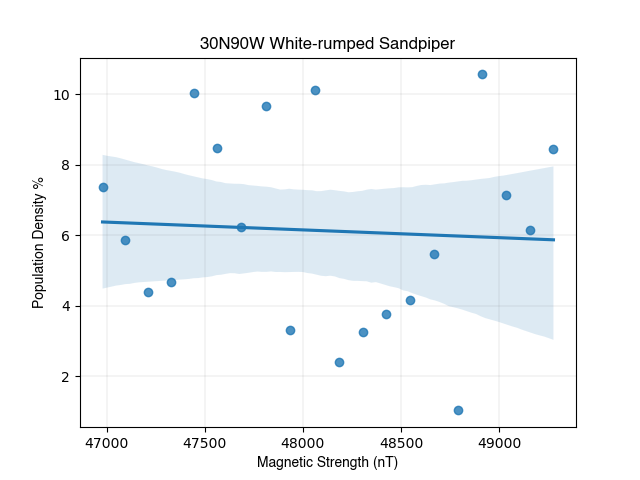 30N90W White-rumped Sandpiper
Population Density %
10
8
6
4
2
47000 47500 48000 48500 49000
Magnetic Strength (nT)